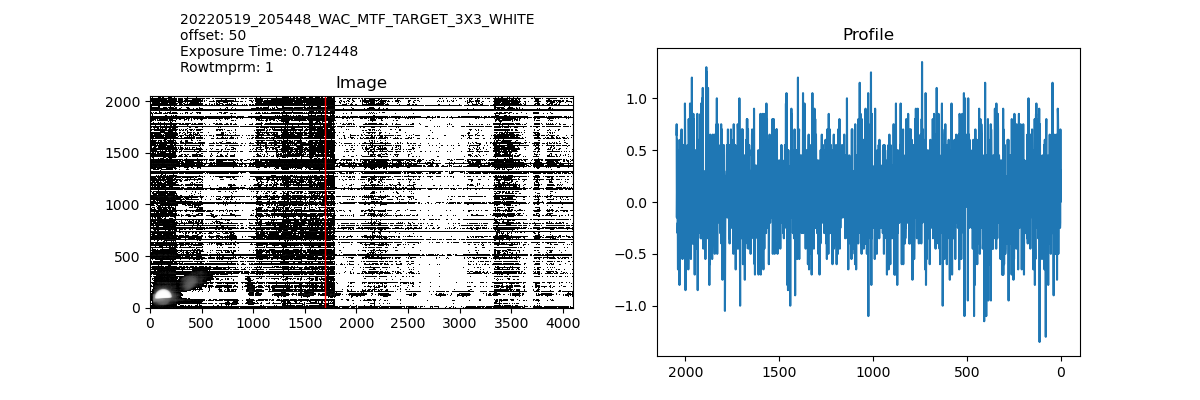 20220519_205448_WAC_MTF_TARGET_3X3_WHITE
offset: 50
Exposure Time: 0.712448
Rowtmprm: 1
Image
2000
1500
1000
500
0
0 500 1000 1500 2000 2500 3000 3500 4000
Profile
1.0
0.5
0.0
−0.5
−1.0
2000 1500 1000 500 0